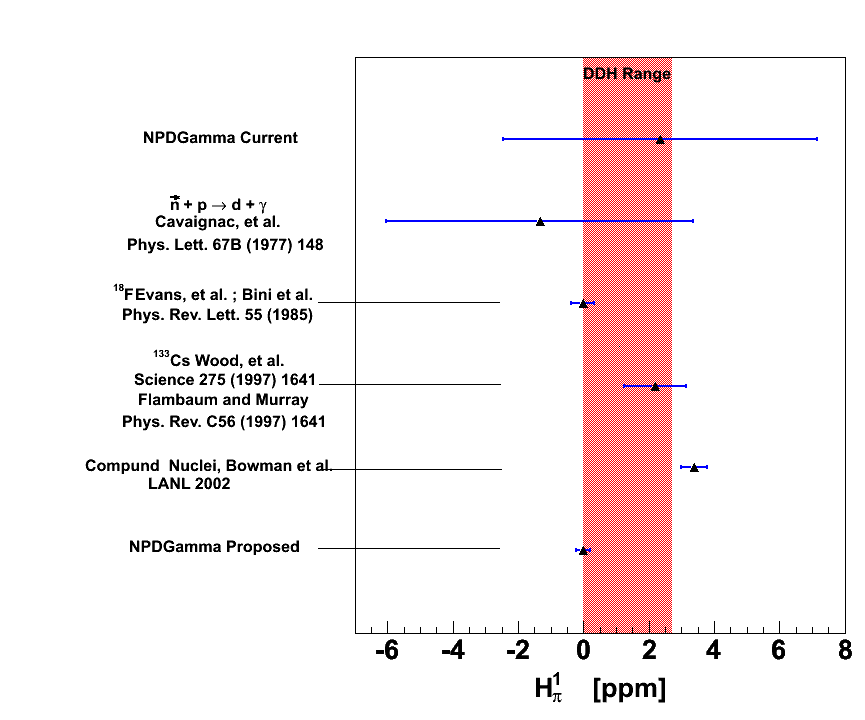 DDH Range
NPDGamma Current
n⃗ + p → d + γ
Cavaignac, et al.
Phys. Lett. 67B (1977) 148
¹⁸FEvans, et al. ; Bini et al.
Phys. Rev. Lett. 55 (1985)
¹³³Cs Wood, et al.
Science 275 (1997) 1641
Flambaum and Murray
Phys. Rev. C56 (1997) 1641
Compund Nuclei, Bowman et al.
LANL 2002
NPDGamma Proposed
-6 -4 -2 0 2 4 6 8
H¹π [ppm]